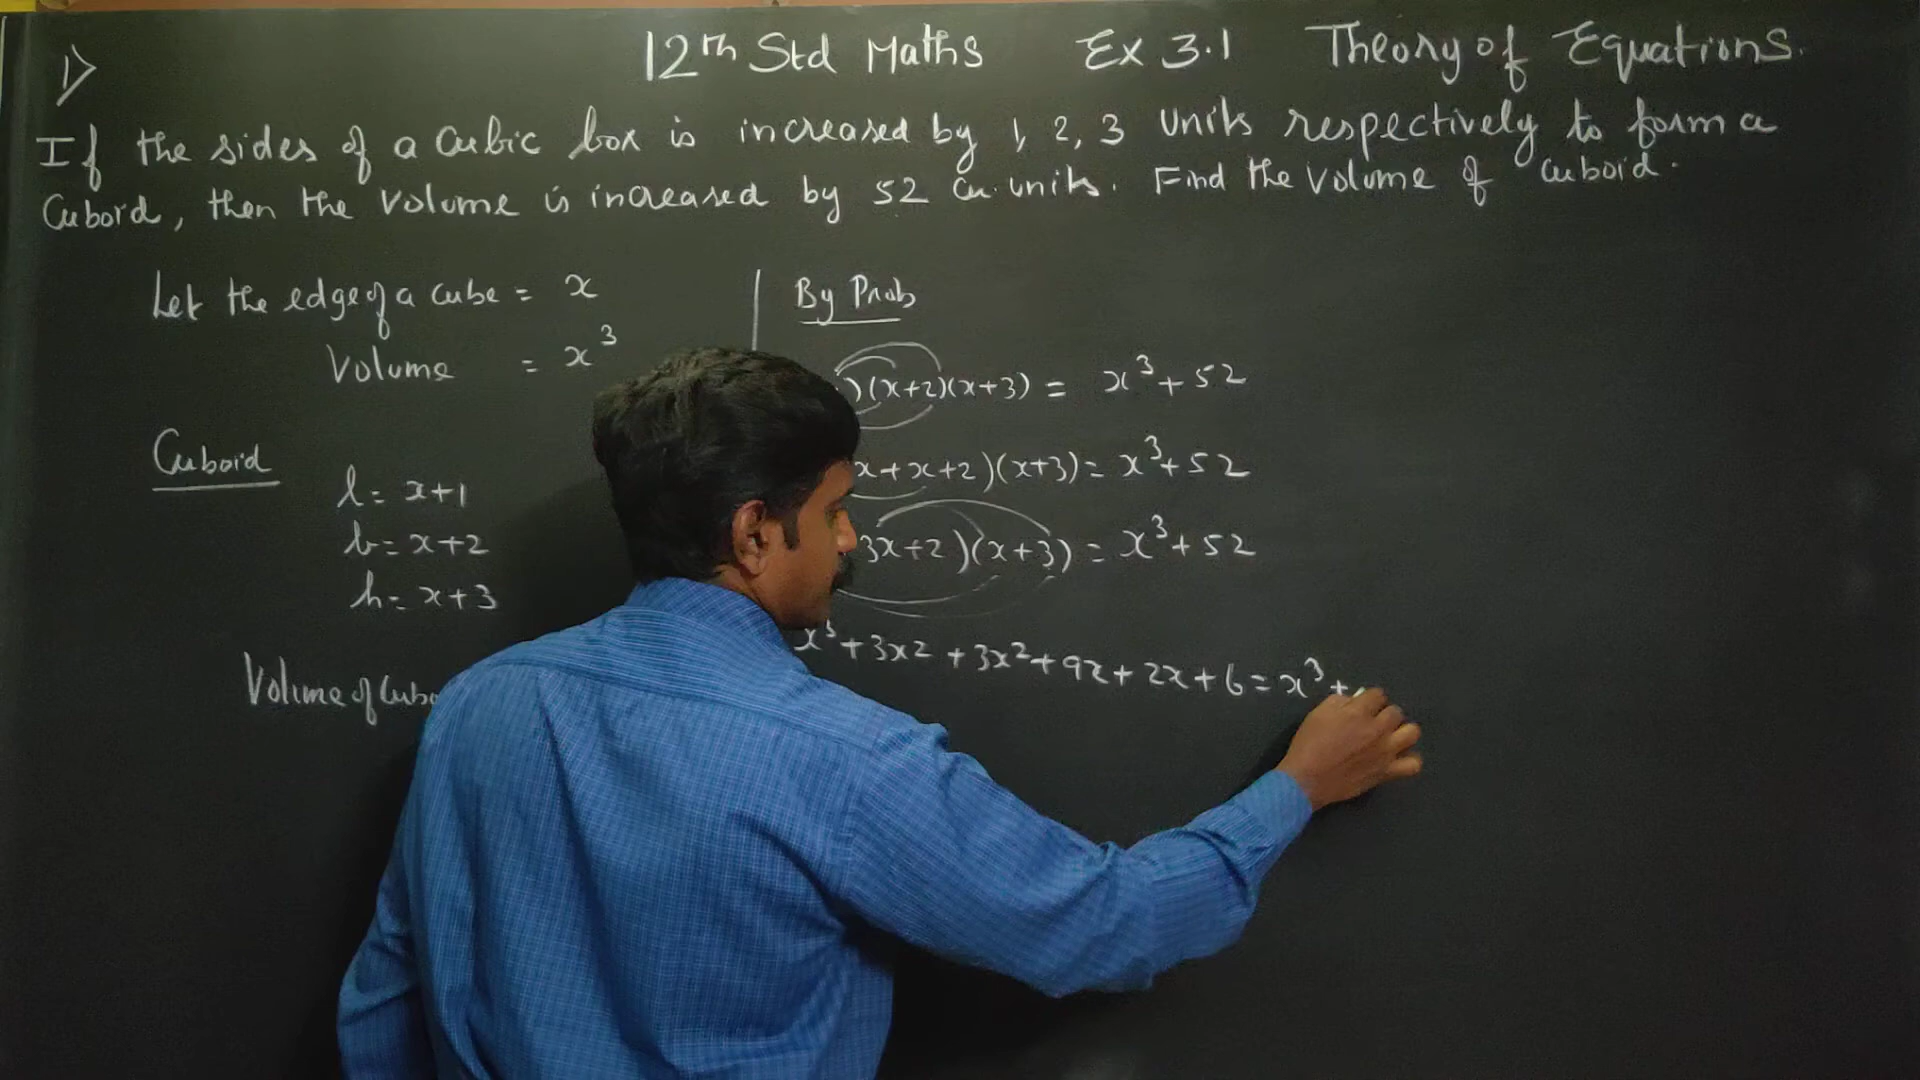 12th Std Maths Ex 3.1 Theory of Equations.
1>
If the sides of a cubic box is increased by 1, 2, 3 units respectively to form a
Cuboid, then the volume is increased by 52 cu. units. Find the volume of cuboid.
Let the edge of a cube = x
Volume = x³
Cuboid
l = x+1
b = x+2
h = x+3
Volume of
By Prob
)(x+2)(x+3) = x³+52
x+x+2)(x+3) = x³+52
3x+2)(x+3) = x³+52
x³+3x2+3x²+9x+2x+6=x³+